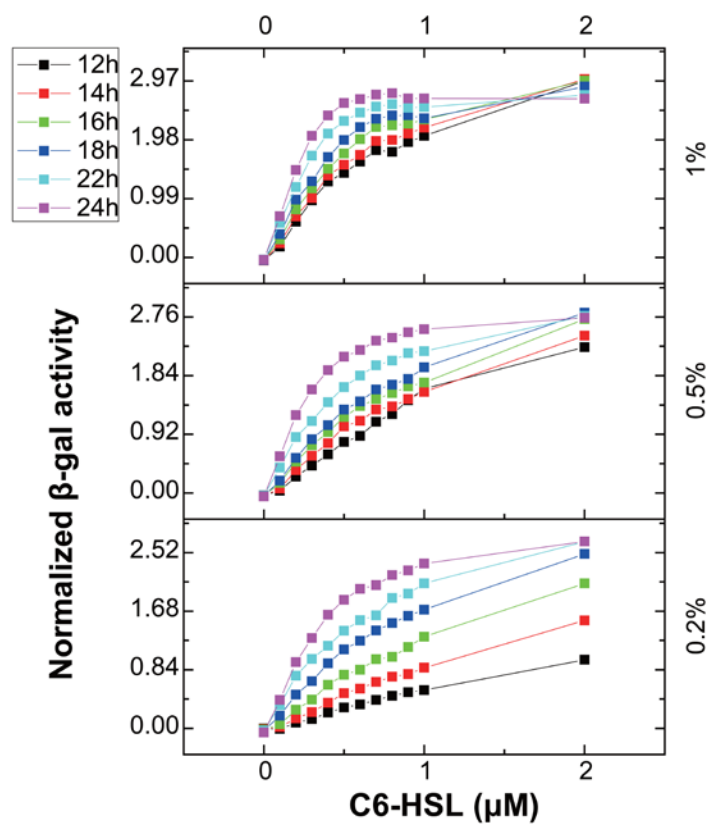 0 1 2
12h
14h
16h
18h
22h
24h
2.97
1.98
0.99
0.00
1%
2.76
1.84
0.92
0.00
0.5%
2.52
1.68
0.84
0.00
0.2%
Normalized β-gal activity
0 1 2
C6-HSL (μM)